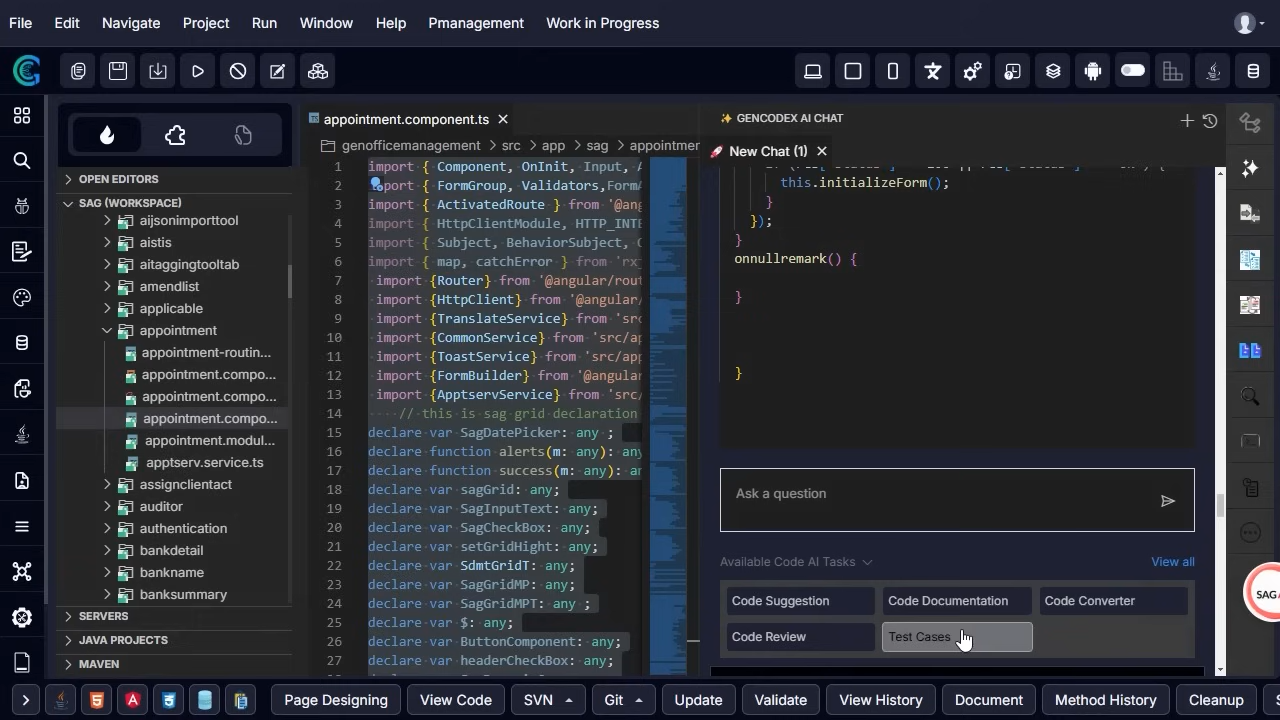 File Edit Navigate Project Run Window Help Pmanagement Work in Progress
OPEN EDITORS
SAG (WORKSPACE)
aijsonimporttool
aistis
aitaggingtooltab
amendlist
applicable
appointment
appointment-routin...
appointment.compo...
appointment.compo...
appointment.compo...
appointment.modul...
apptserv.service.ts
assignclientact
auditor
authentication
bankdetail
bankname
banksummary
SERVERS
JAVA PROJECTS
MAVEN
appointment.component.ts
genofficemanagement > src > app > sag > appointmen
1 import { Component, OnInit, Input,
2 import { FormGroup, Validators,Form
3 import { ActivatedRoute } from '@an
4 import { HttpClientModule, HTTP_INT
5 import { Subject, BehaviorSubject,
6 import { map, catchError } from 'rx
7 import {Router} from '@angular/rou
8 import {HttpClient} from '@angular/
9 import {TranslateService} from 'src
10 import {CommonService} from 'src/a
11 import {ToastService} from 'src/app
12 import {FormBuilder} from '@angular
13 import {ApptservService} from 'src/
14 // this is sag grid declaration
15 declare var SagDatePicker: any ;
16 declare function alerts(m: any): any
17 declare function success(m: any): an
18 declare var sagGrid: any;
19 declare var SagInputText: any;
20 declare var SagCheckBox: any;
21 declare var setGridHight: any;
22 declare var SdmtGridT: any;
23 declare var SagGridMP: any;
24 declare var SagGridMPT: any ;
25 declare var $: any;
26 declare var ButtonComponent: any;
27 declare var headerCheckBox: any;
GENCODEX AI CHAT
New Chat (1)
this.initializeForm();
}
});
}
onnullremark() {
}
}
Ask a question
Available Code AI Tasks
View all
Code Suggestion Code Documentation Code Converter
Code Review Test Cases
SAG
Page Designing View Code SVN Git Update Validate View History Document Method History Cleanup